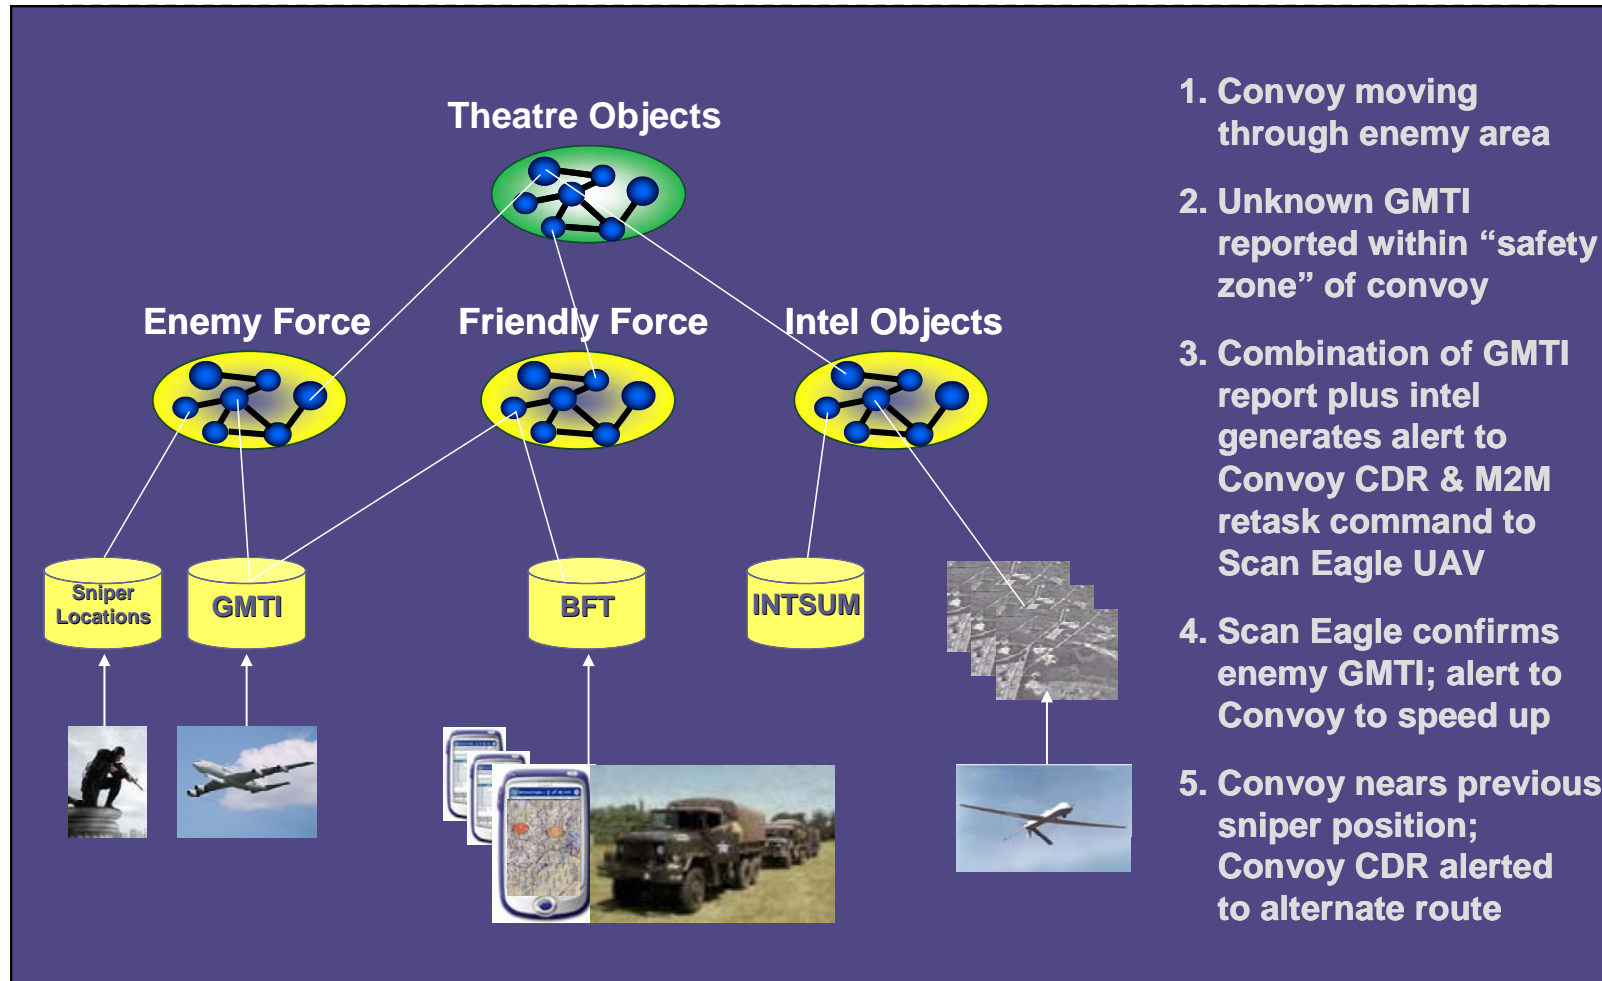 Theatre Objects
Enemy Force
Friendly Force
Intel Objects
Sniper
Locations
GMTI
BFT
INTSUM
1. Convoy moving
through enemy area
2. Unknown GMTI
reported within “safety
zone” of convoy
3. Combination of GMTI
report plus intel
generates alert to
Convoy CDR & M2M
retask command to
Scan Eagle UAV
4. Scan Eagle confirms
enemy GMTI; alert to
Convoy to speed up
5. Convoy nears previous
sniper position;
Convoy CDR alerted
to alternate route